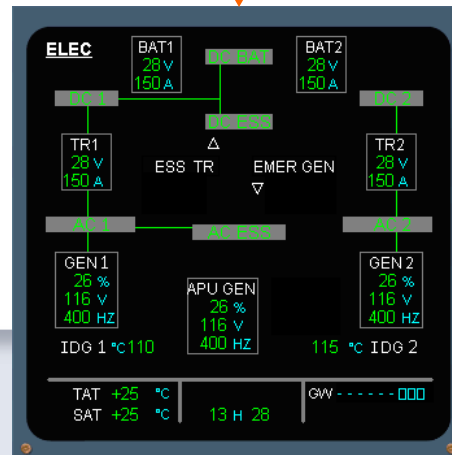 ELEC
BAT1
28 V
150 A
DC BAT
BAT2
28 V
150 A
DC 1
DC 2
DC ESS
TR1
28 V
150 A
ESS TR
EMER GEN
TR2
28 V
150 A
AC 1
AC ESS
AC 2
GEN 1
26 %
116 V
400 HZ
APU GEN
26 %
116 V
400 HZ
GEN 2
26 %
116 V
400 HZ
IDG 1 °C110
115 °C IDG 2
TAT +25 °C
GW ------▯▯▯
SAT +25 °C
13 H 28